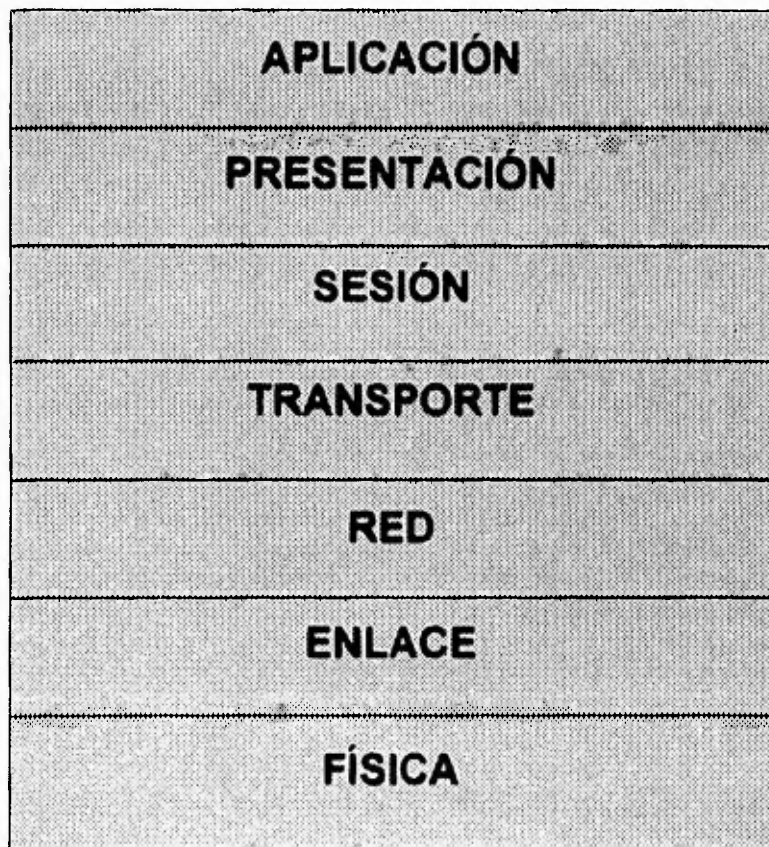 APLICACIÓN
PRESENTACIÓN
SESIÓN
TRANSPORTE
RED
ENLACE
FÍSICA